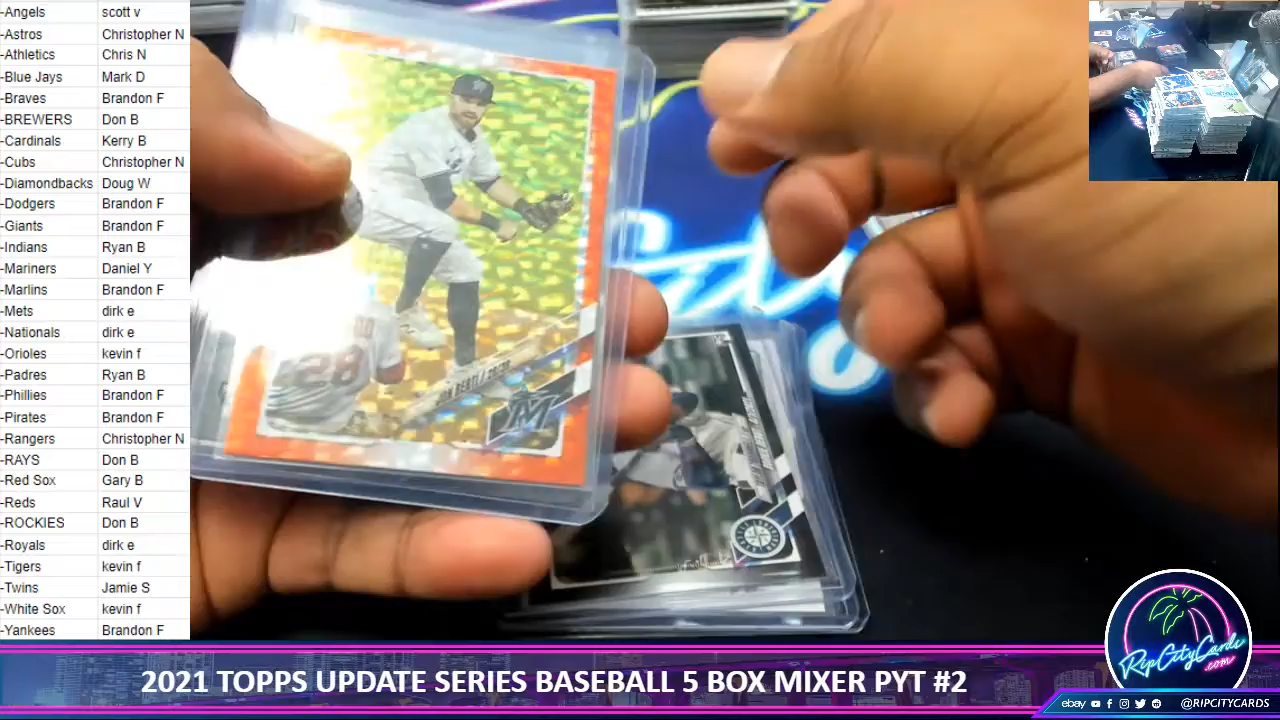 -Angels scott v
-Astros Christopher N
-Athletics Chris N
-Blue Jays Mark D
-Braves Brandon F
-BREWERS Don B
-Cardinals Kerry B
-Cubs Christopher N
-Diamondbacks Doug W
-Dodgers Brandon F
-Giants Brandon F
-Indians Ryan B
-Mariners Daniel Y
-Marlins Brandon F
-Mets dirk e
-Nationals dirk e
-Orioles kevin f
-Padres Ryan B
-Phillies Brandon F
-Pirates Brandon F
-Rangers Christopher N
-RAYS Don B
-Red Sox Gary B
-Reds Raul V
-ROCKIES Don B
-Royals dirk e
-Tigers kevin f
-Twins Jamie S
-White Sox kevin f
-Yankees Brandon F
28
M
RipCityCards
.com
2021 TOPPS UPDATE SERIES BASEBALL 5 BOX MIXER PYT #2
ebay @RIPCITYCARDS